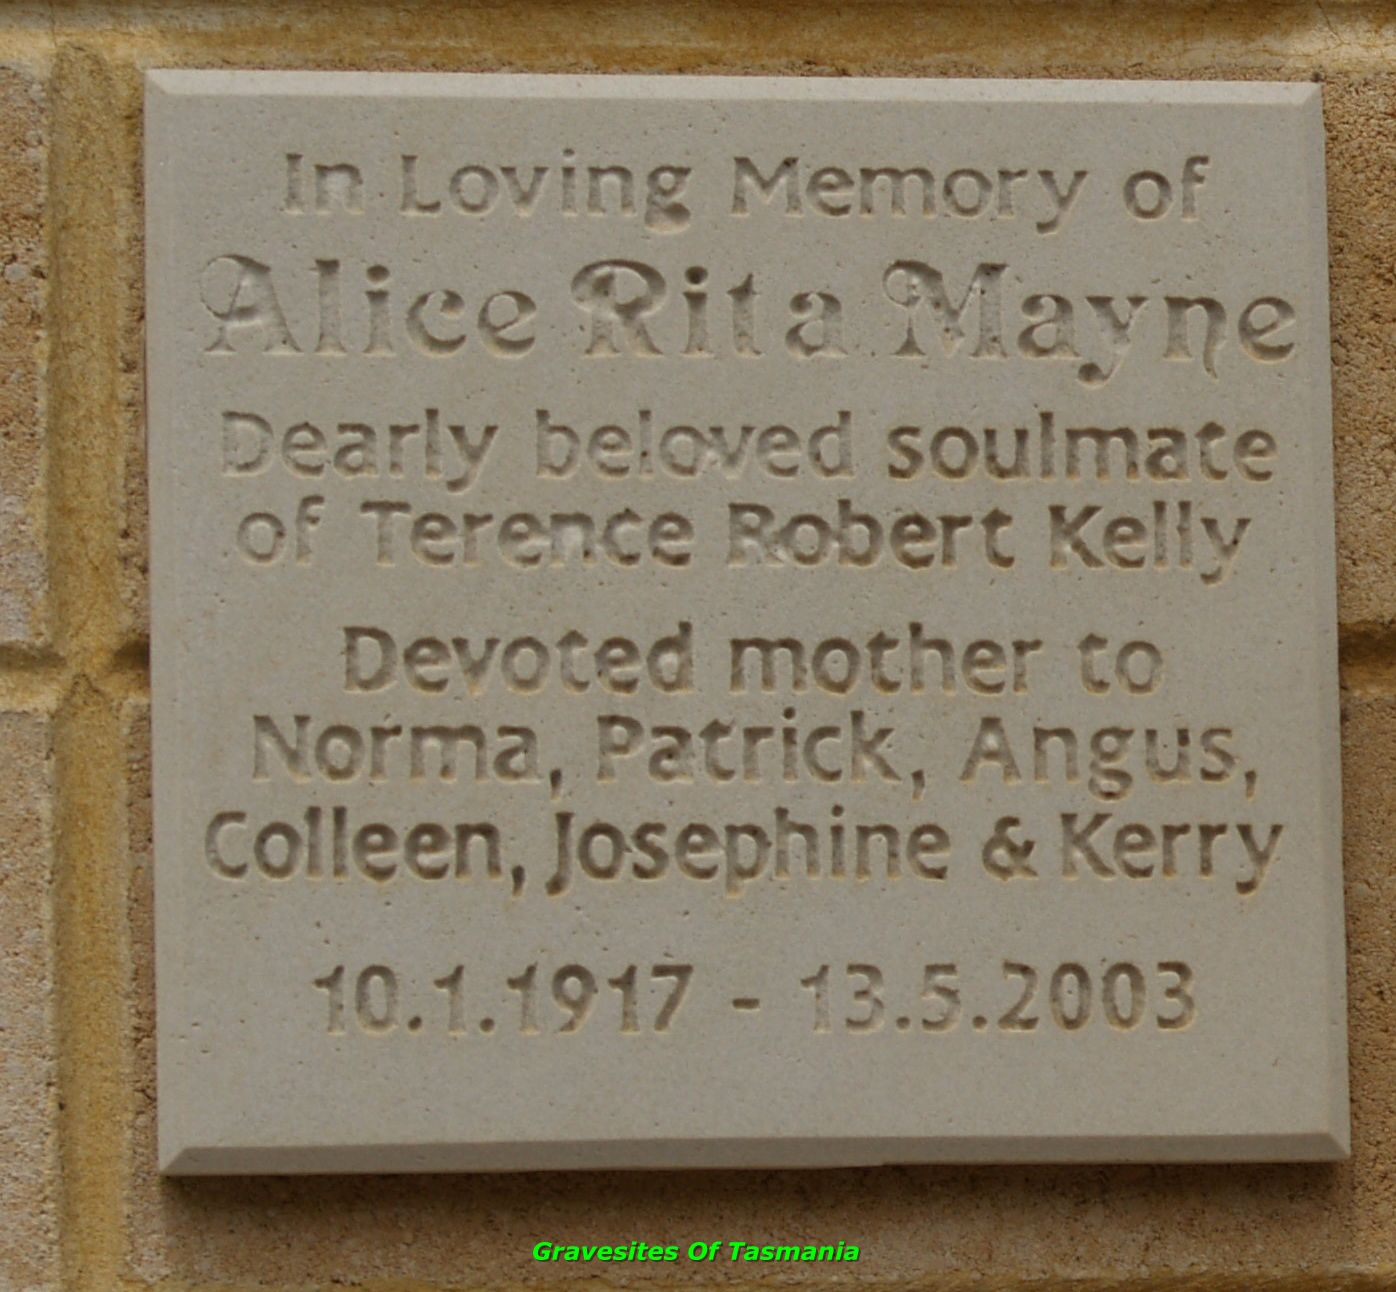 In Loving Memory of
Alice Rita Mayne
Dearly beloved soulmate
of Terence Robert Kelly
Devoted mother to
Norma, Patrick, Angus,
Colleen, Josephine & Kerry
10.1.1917 - 13.5.2003
Gravesites Of Tasmania